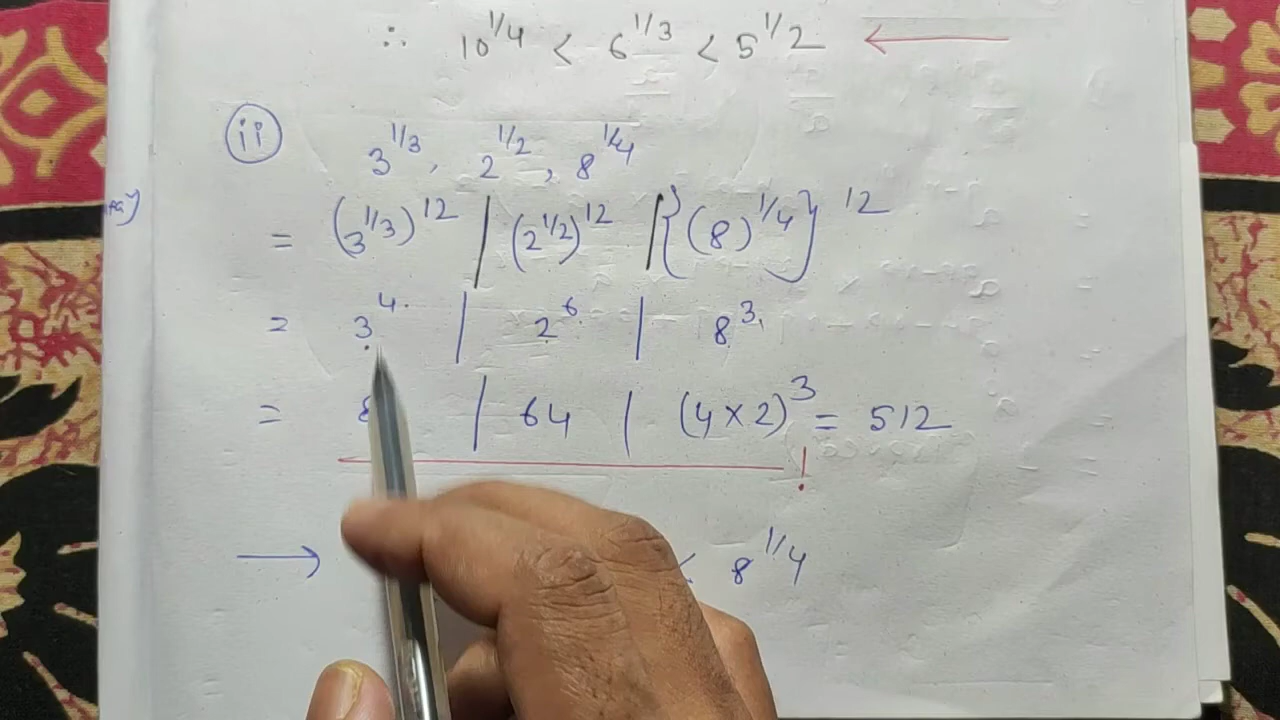 ∴ 10^1/4 < 6^1/3 < 5^1/2 ←
ii 3^1/3, 2^1/2, 8^1/4
= (3^1/3)^12 | (2^1/2)^12 | {(8)^1/4}^12
= 3^4 | 2^6 | 8^3
= 8 | 64 | (4×2)^3 = 512
→ < 8^1/4